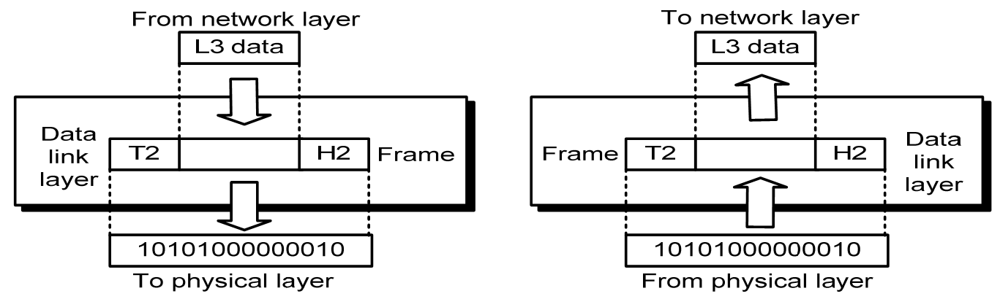 From network layer
L3 data
Data
link
layer
T2
H2
Frame
10101000000010
To physical layer
To network layer
L3 data
Frame
T2
H2
Data
link
layer
10101000000010
From physical layer